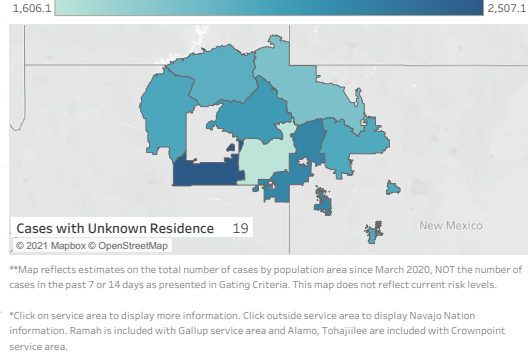 1,606.1 2,507.1
New Mexico
Cases with Unknown Residence 19
© 2021 Mapbox © OpenStreetMap
**Map reflects estimates on the total number of cases by population area since March 2020, NOT the number of
cases in the past 7 or 14 days as presented in Gating Criteria. This map does not reflect current risk levels.
*Click on service area to display more information. Click outside service area to display Navajo Nation
information. Ramah is included with Gallup service area and Alamo, Tohajiilee are included with Crownpoint
service area.